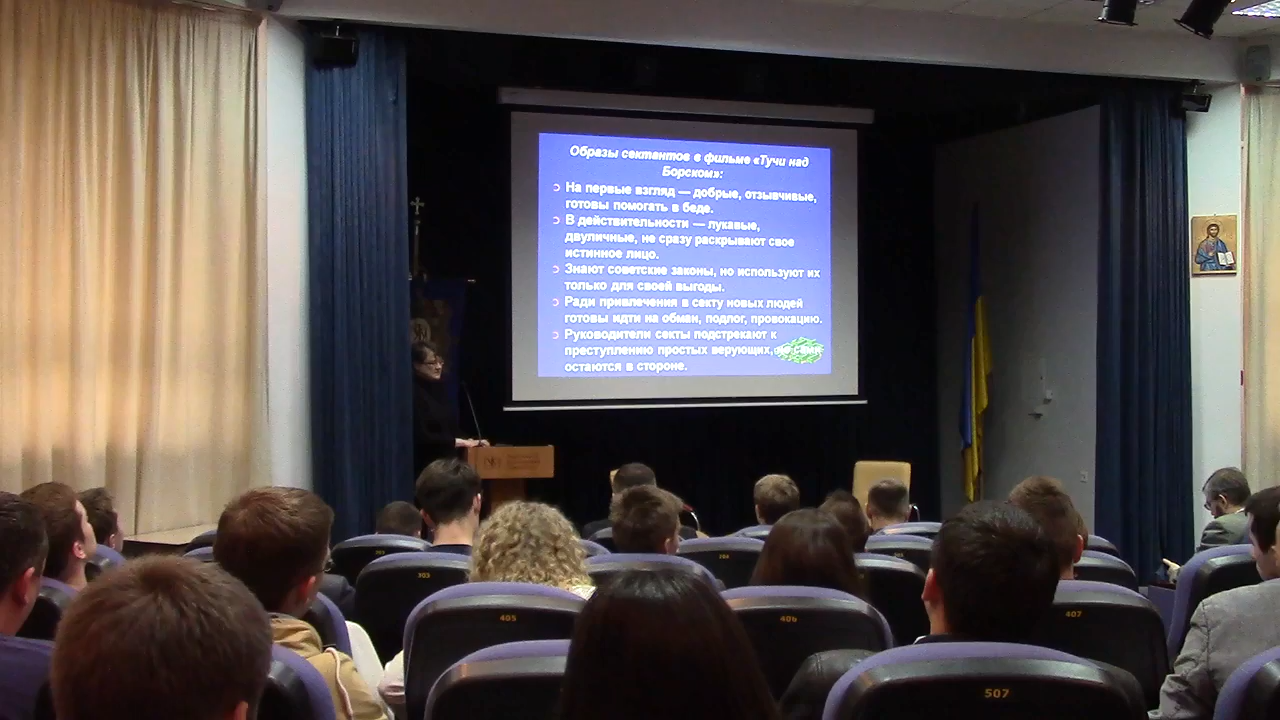 Образы сектантов в фильме «Тучи над
Борском»:
На первые взгляд — добрые, отзывчивые,
готовы помогать в беде.
В действительности — лукавые,
двуличные, не сразу раскрывают свое
истинное лицо.
Знают советские законы, но используют их
только для своей выгоды.
Ради привлечения в секту новых людей
готовы идти на обман, подлог, провокацию.
Руководители секты подстрекают к
преступлению простых верующих,
остаются в стороне.
303
405
406
407
507